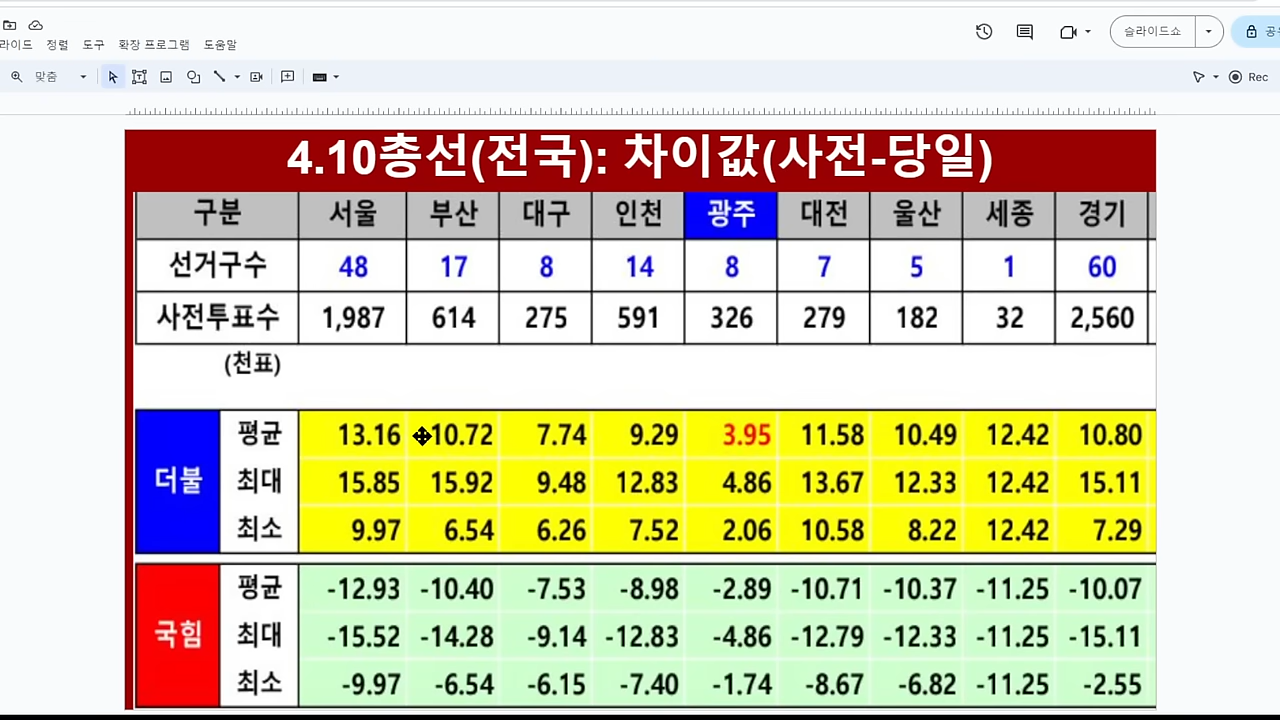 라이드 정렬 도구 확장 프로그램 도움말
슬라이드쇼
공유
맞춤
Rec
4.10총선(전국): 차이값(사전-당일)
구분 서울 부산 대구 인천 광주 대전 울산 세종 경기
선거구수 48 17 8 14 8 7 5 1 60
사전투표수 1,987 614 275 591 326 279 182 32 2,560
(천표)
더불
평균 13.16 10.72 7.74 9.29 3.95 11.58 10.49 12.42 10.80
최대 15.85 15.92 9.48 12.83 4.86 13.67 12.33 12.42 15.11
최소 9.97 6.54 6.26 7.52 2.06 10.58 8.22 12.42 7.29
국힘
평균 -12.93 -10.40 -7.53 -8.98 -2.89 -10.71 -10.37 -11.25 -10.07
최대 -15.52 -14.28 -9.14 -12.83 -4.86 -12.79 -12.33 -11.25 -15.11
최소 -9.97 -6.54 -6.15 -7.40 -1.74 -8.67 -6.82 -11.25 -2.55